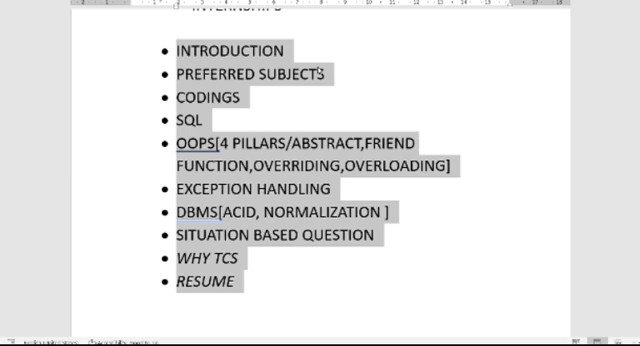 INTERNSHIPS
INTRODUCTION
PREFERRED SUBJECTS
CODINGS
SQL
OOPS[4 PILLARS/ABSTRACT,FRIEND
FUNCTION,OVERRIDING,OVERLOADING]
EXCEPTION HANDLING
DBMS[ACID, NORMALIZATION ]
SITUATION BASED QUESTION
WHY TCS
RESUME